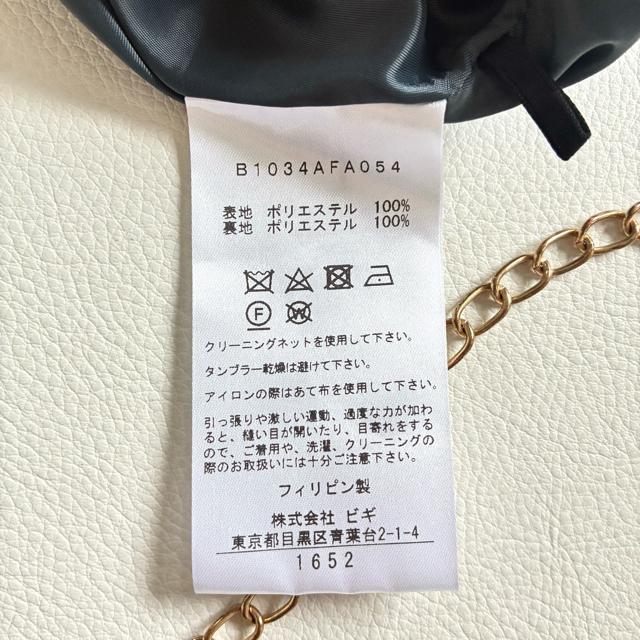 B1034AFA054
表地 ポリエステル 100%
裏地 ポリエステル 100%
F W
クリーニングネットを使用して下さい。
タンブラー乾燥は避けて下さい。
アイロンの際はあて布を使用して下さい。
引っ張りや激しい運動、過度な力が加わ
ると、縫い目が開いたり、目寄れをする
ので、ご着用や、洗濯、クリーニングの
際のお取扱いには十分ご注意下さい。
フィリピン製
株式会社 ビギ
東京都目黒区青葉台2-1-4
1652